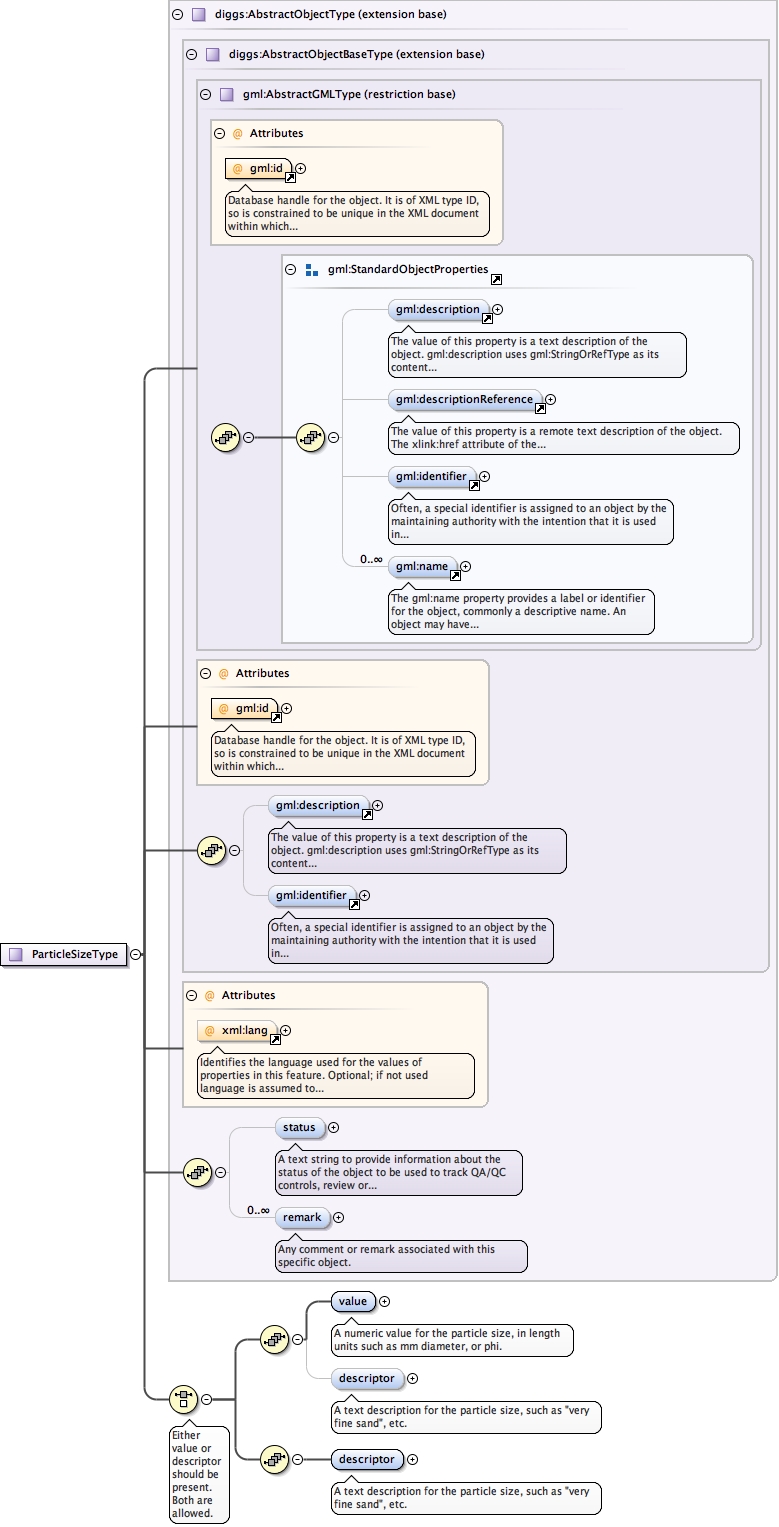 diggs:AbstractObjectType (extension base)
diggs:AbstractObjectBaseType (extension base)
gml:AbstractGMLType (restriction base)
@ Attributes
@ gml:id
Database handle for the object. It is of XML type ID,
so is constrained to be unique in the XML document
within which...
gml:StandardObjectProperties
gml:description
The value of this property is a text description of the
object. gml:description uses gml:StringOrRefType as its
content...
gml:descriptionReference
The value of this property is a remote text description of the object.
The xlink:href attribute of the...
gml:identifier
Often, a special identifier is assigned to an object by the
maintaining authority with the intention that it is used
in...
0..∞
gml:name
The gml:name property provides a label or identifier
for the object, commonly a descriptive name. An
object may have...
@ Attributes
@ gml:id
Database handle for the object. It is of XML type ID,
so is constrained to be unique in the XML document
within which...
gml:description
The value of this property is a text description of the
object. gml:description uses gml:StringOrRefType as its
content...
gml:identifier
Often, a special identifier is assigned to an object by the
maintaining authority with the intention that it is used
in...
ParticleSizeType
@ Attributes
@ xml:lang
Identifies the language used for the values of
properties in this feature. Optional; if not used
language is assumed to...
status
A text string to provide information about the
status of the object to be used to track QA/QC
controls, review or...
0..∞
remark
Any comment or remark associated with this
specific object.
value
A numeric value for the particle size, in length
units such as mm diameter, or phi.
descriptor
A text description for the particle size, such as "very
fine sand", etc.
Either
value or
descriptor
should be
present.
Both are
allowed.
descriptor
A text description for the particle size, such as "very
fine sand", etc.